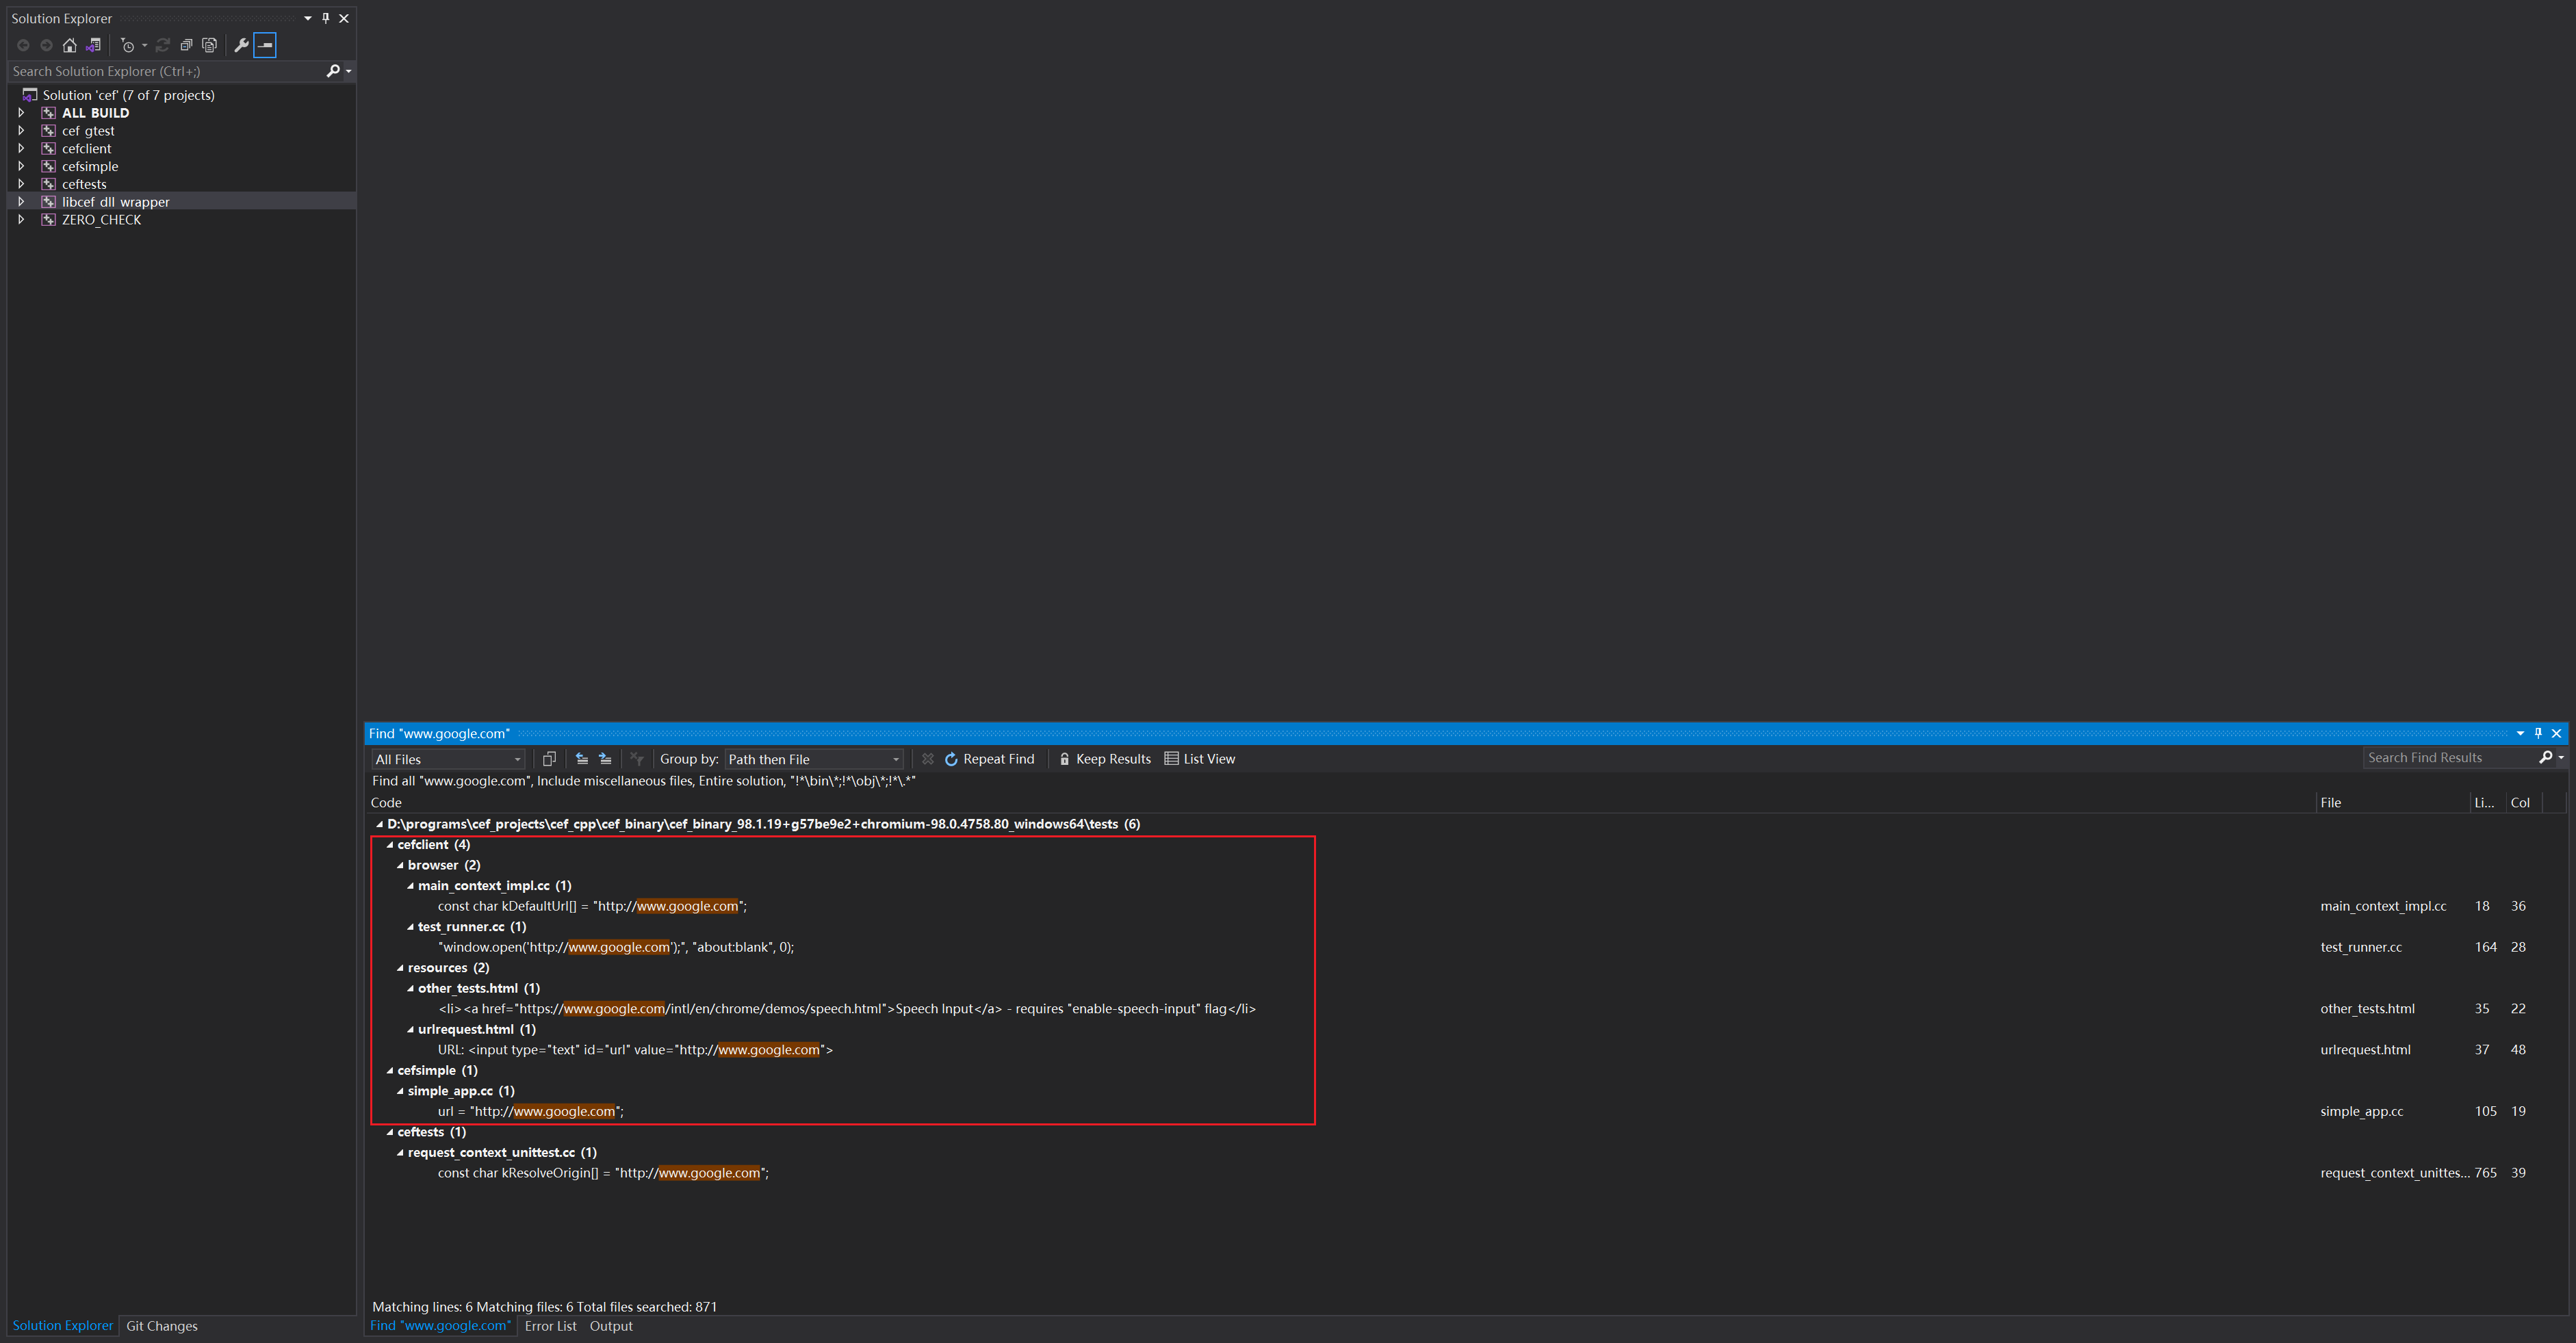 Solution Explorer
Search Solution Explorer (Ctrl+;)
Solution 'cef' (7 of 7 projects)
ALL_BUILD
cef_gtest
cefclient
cefsimple
ceftests
libcef_dll_wrapper
ZERO_CHECK
Solution Explorer Git Changes
Find "www.google.com"
All Files Group by: Path then File Repeat Find Keep Results List View Search Find Results
Find all "www.google.com", Include miscellaneous files, Entire solution, "!*\bin\*;!*\obj\*;!*\.*"
Code File Li... Col
D:\programs\cef_projects\cef_cpp\cef_binary\cef_binary_98.1.19+g57be9e2+chromium-98.0.4758.80_windows64\tests (6)
cefclient (4)
browser (2)
main_context_impl.cc (1)
const char kDefaultUrl[] = "http://www.google.com"; main_context_impl.cc 18 36
test_runner.cc (1)
"window.open('http://www.google.com');", "about:blank", 0); test_runner.cc 164 28
resources (2)
other_tests.html (1)
<li><a href="https://www.google.com/intl/en/chrome/demos/speech.html">Speech Input</a> - requires "enable-speech-input" flag</li> other_tests.html 35 22
urlrequest.html (1)
URL: <input type="text" id="url" value="http://www.google.com"> urlrequest.html 37 48
cefsimple (1)
simple_app.cc (1)
url = "http://www.google.com"; simple_app.cc 105 19
ceftests (1)
request_context_unittest.cc (1)
const char kResolveOrigin[] = "http://www.google.com"; request_context_unittes... 765 39
Matching lines: 6 Matching files: 6 Total files searched: 871
Find "www.google.com" Error List Output